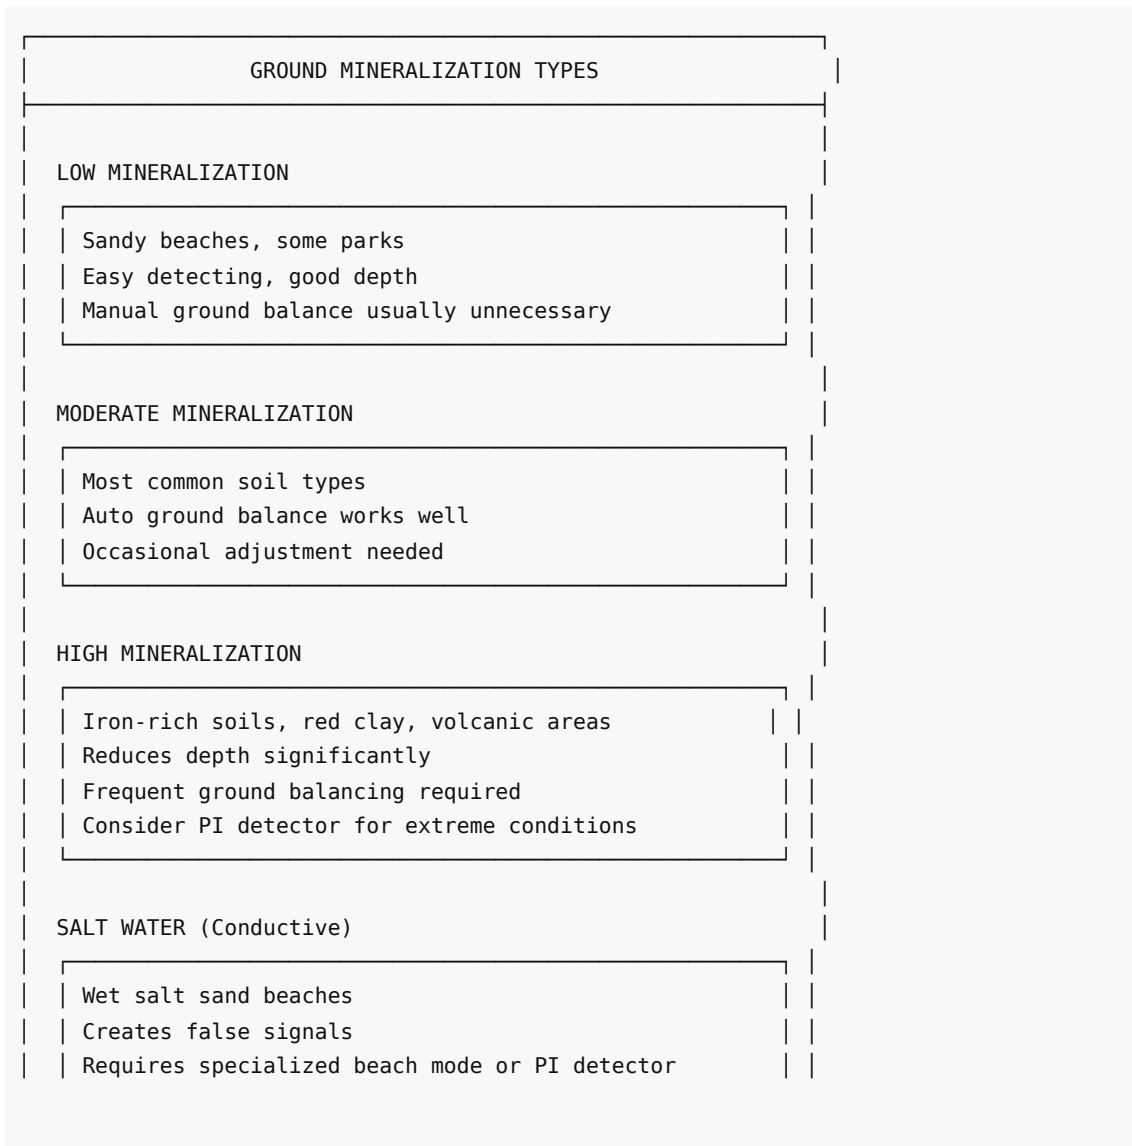 GROUND MINERALIZATION TYPES
LOW MINERALIZATION
Sandy beaches, some parks
Easy detecting, good depth
Manual ground balance usually unnecessary
MODERATE MINERALIZATION
Most common soil types
Auto ground balance works well
Occasional adjustment needed
HIGH MINERALIZATION
Iron-rich soils, red clay, volcanic areas
Reduces depth significantly
Frequent ground balancing required
Consider PI detector for extreme conditions
SALT WATER (Conductive)
Wet salt sand beaches
Creates false signals
Requires specialized beach mode or PI detector